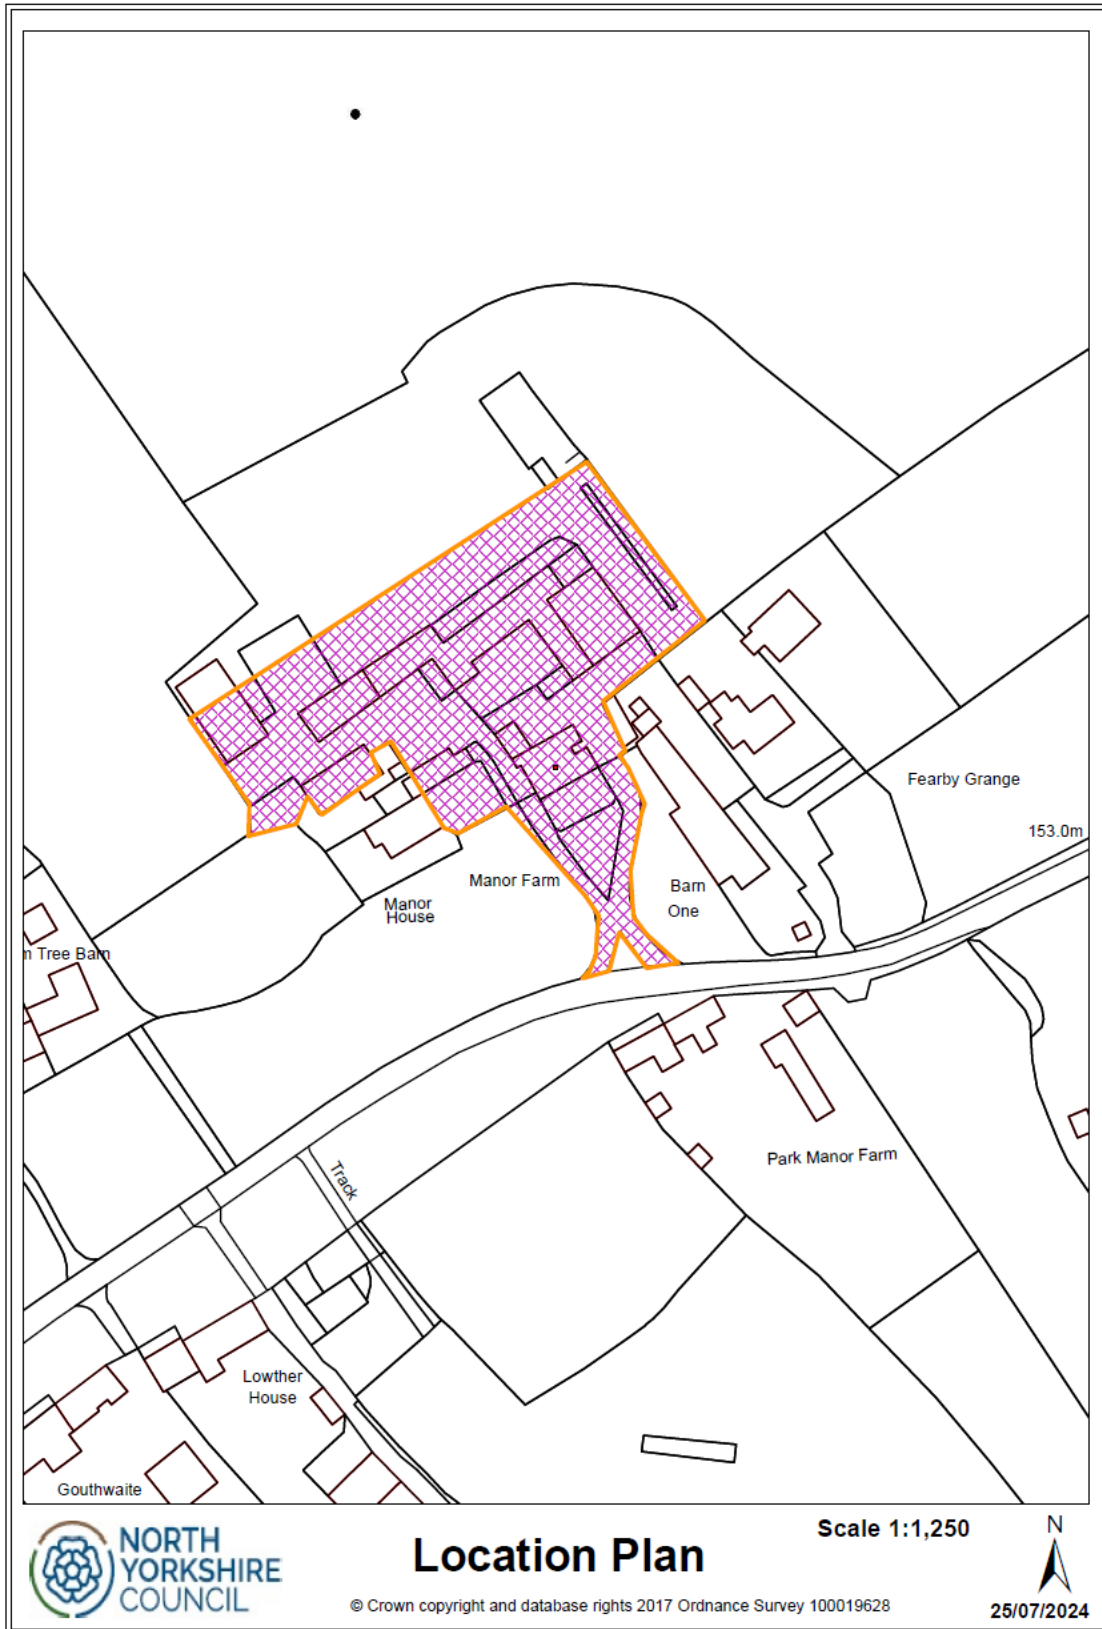 Fearby Grange
153.0m
Manor Farm
Barn
One
Manor
House
Tree Barn
Track
Park Manor Farm
Lowther
House
Gouthwaite
NORTH
YORKSHIRE
COUNCIL
Location Plan
Scale 1:1,250
N
© Crown copyright and database rights 2017 Ordnance Survey 100019628
25/07/2024